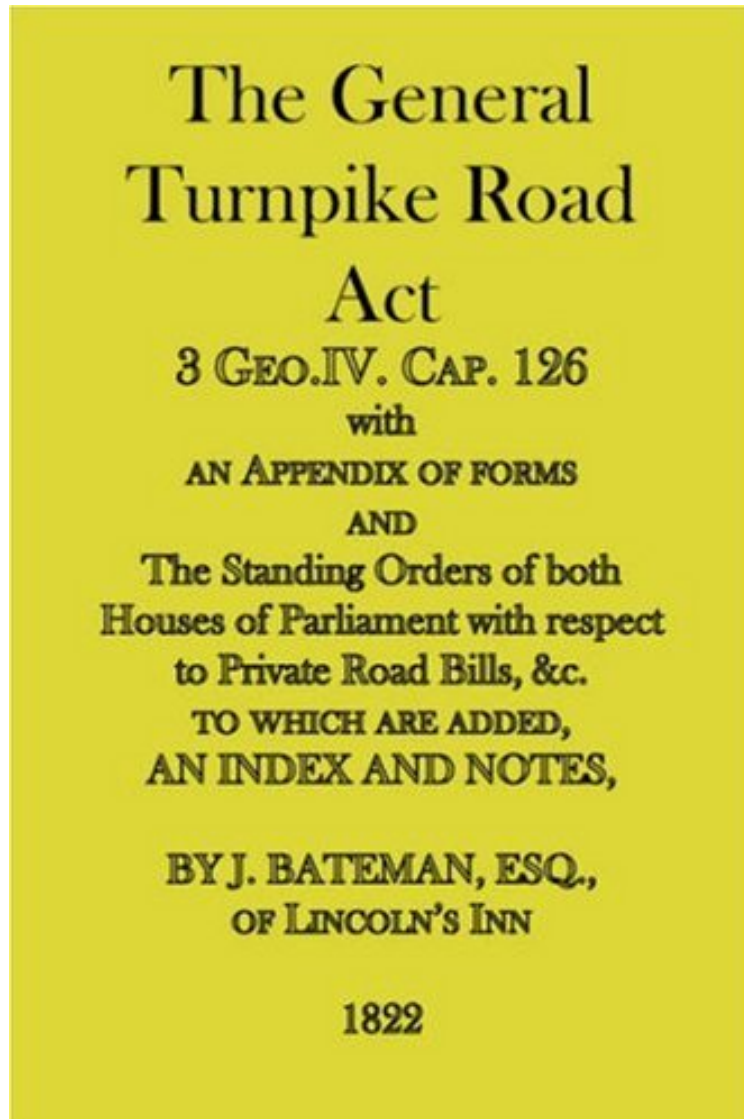 The General
Turnpike Road
Act
3 GEO.IV. CAP. 126
with
AN APPENDIX OF FORMS
AND
The Standing Orders of both
Houses of Parliament with respect
to Private Road Bills, &c.
TO WHICH ARE ADDED,
AN INDEX AND NOTES,
BY J. BATEMAN, ESQ.,
OF LINCOLN'S INN
1822